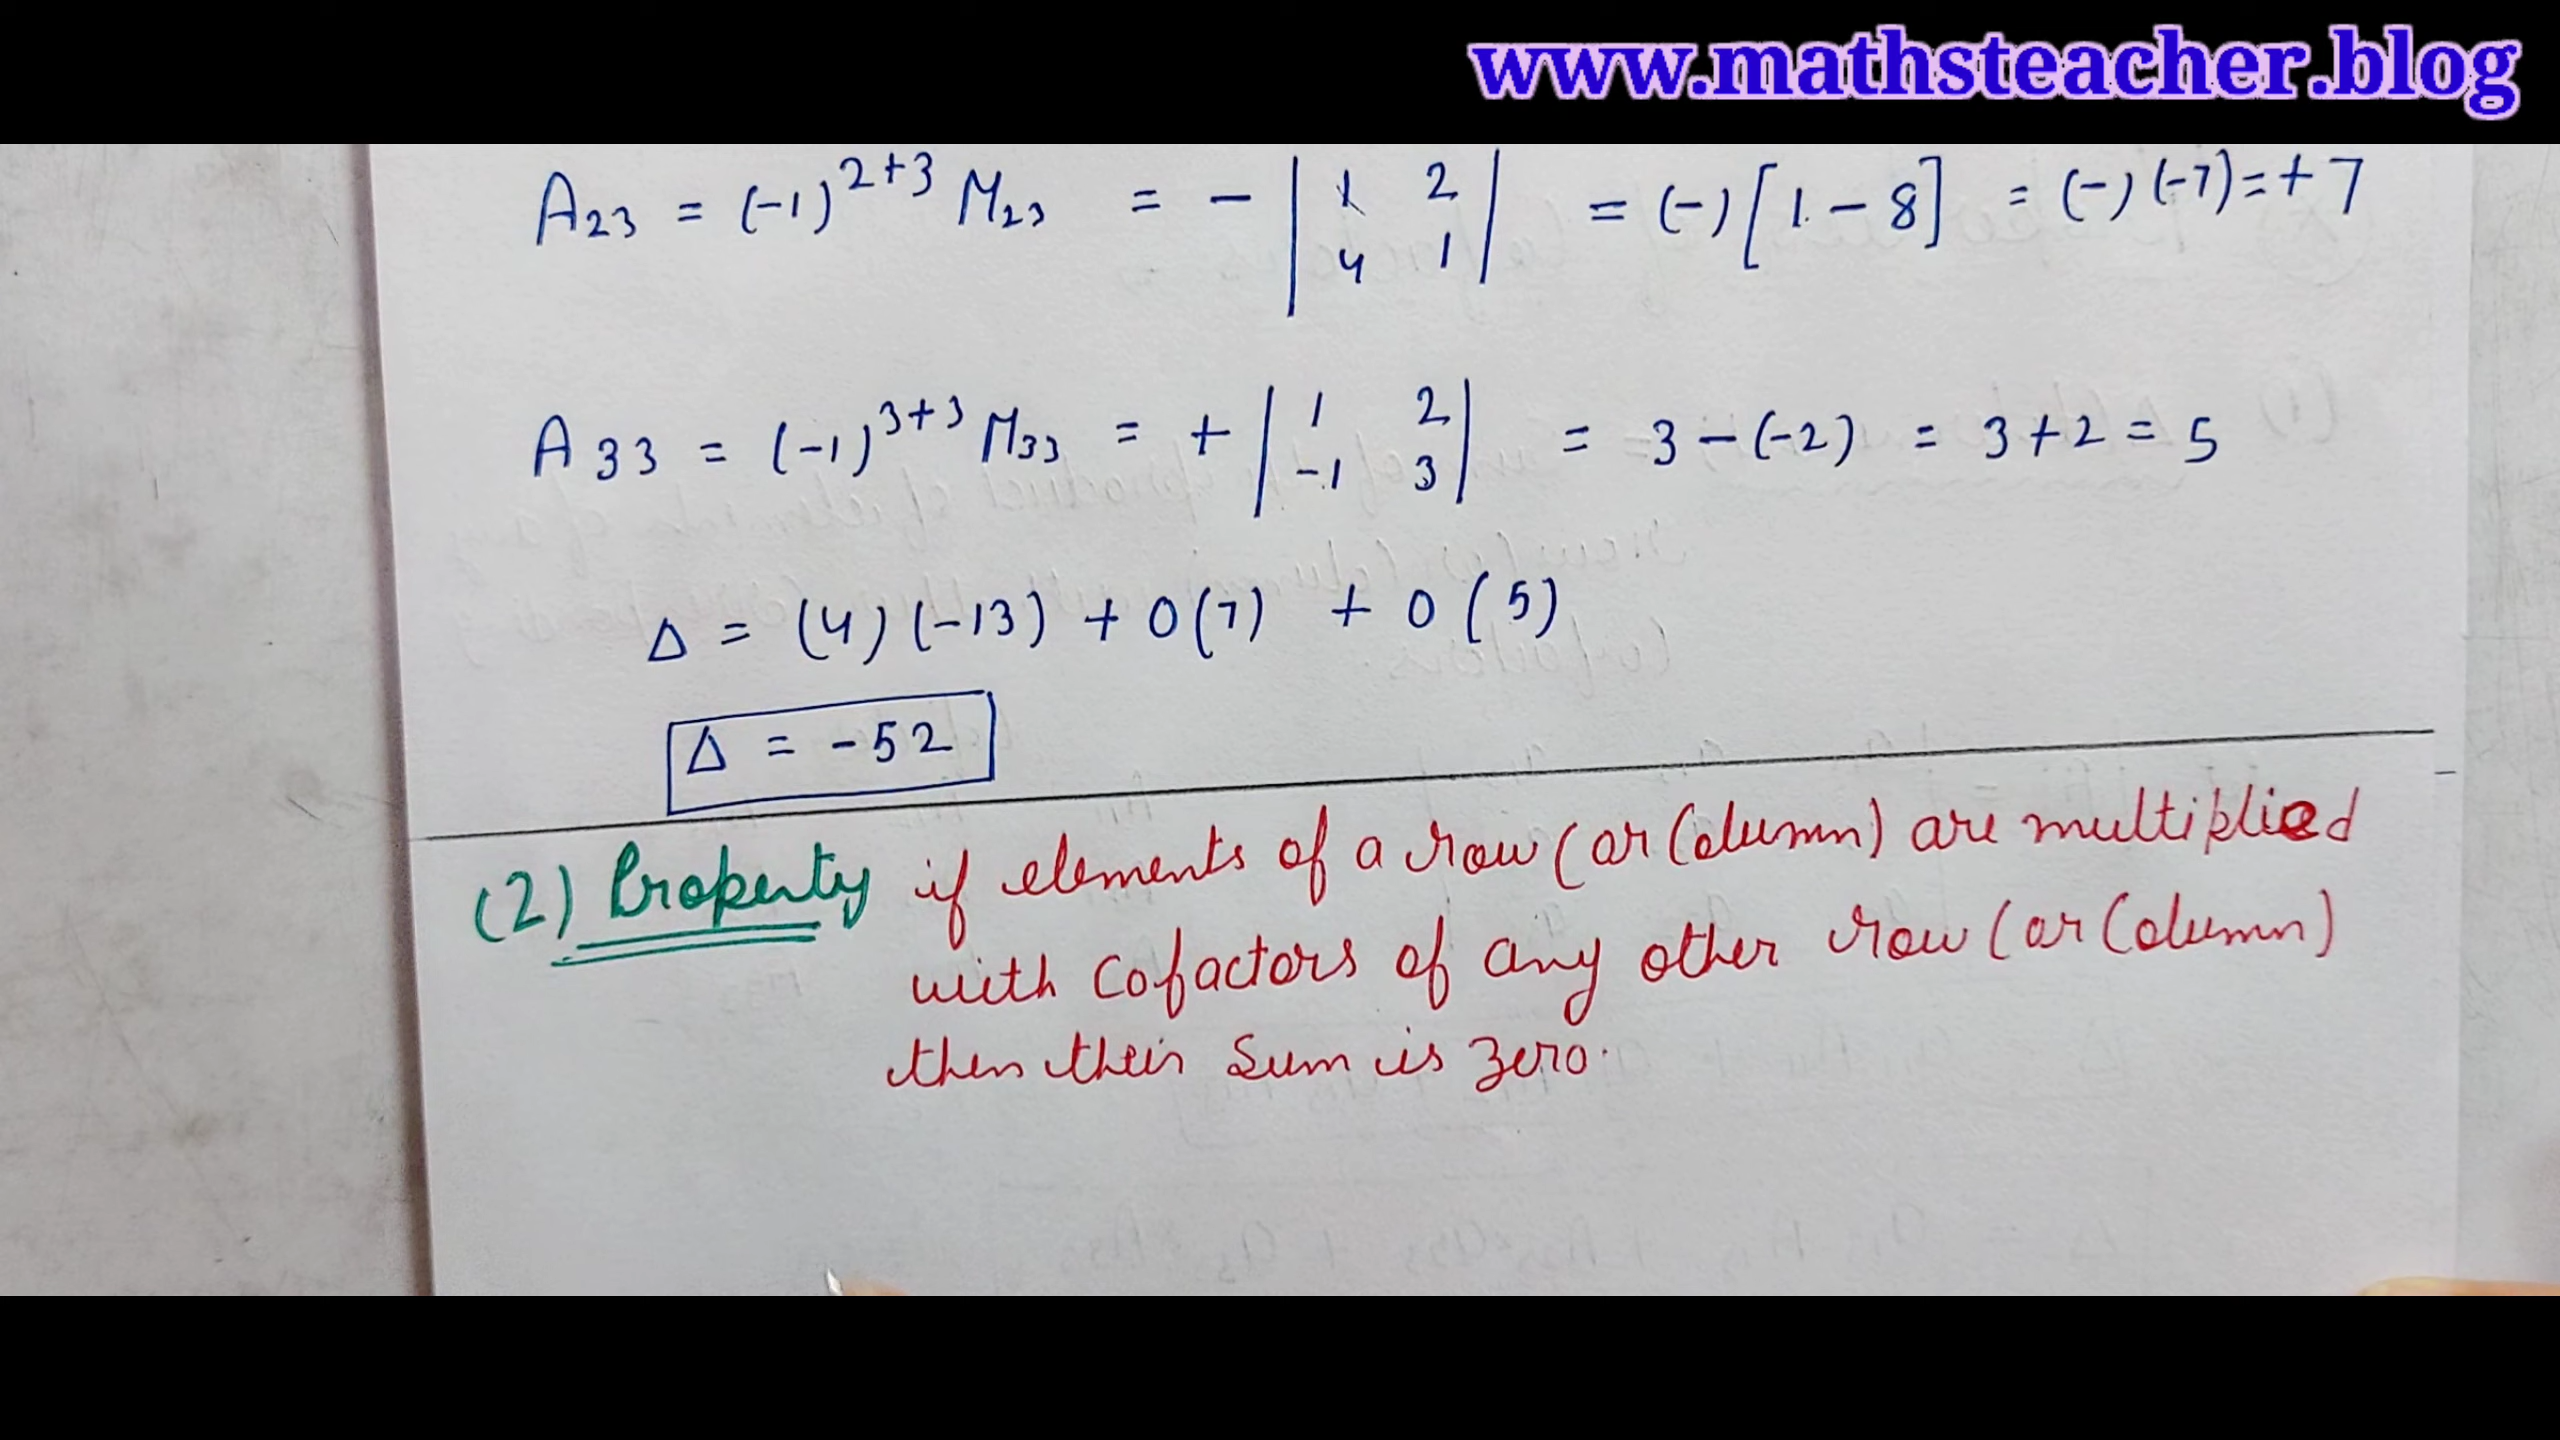 www.mathsteacher.blog
A23 = (-1)^2+3 M23 = - | 1 2 | = (-) [1 - 8] = (-) (-7) = + 7
4 1
A33 = (-1)^3+3 M33 = + | 1 2 | = 3 - (-2) = 3 + 2 = 5
-1 3
Δ = (4) (-13) + 0(7) + 0 (5)
Δ = -52
(2) Property if elements of a row (or Column) are multiplied
with Cofactors of any other row (or Column)
then their Sum is zero.